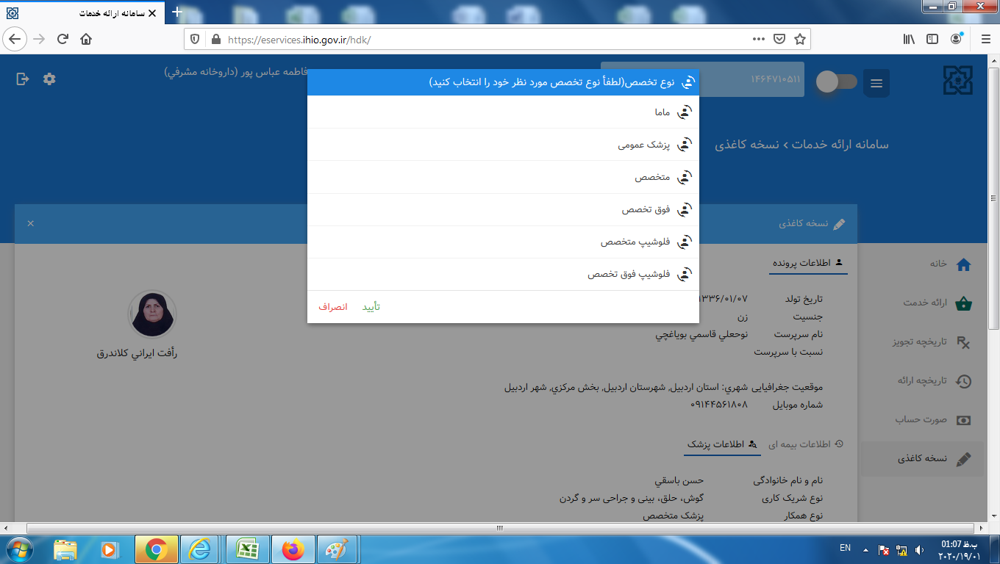 سامانه ارائه خدمات
https://eservices.ihio.gov.ir/hdk/
فاطمه عباس پور (داروخانه مشرفي)
۱۴۶۴۷۱۰۵۱۱
سامانه ارائه خدمات > نسخه کاغذی
نوع تخصص(لطفاً نوع تخصص مورد نظر خود را انتخاب کنید)
ماما
پزشک عمومی
متخصص
فوق تخصص
فلوشیپ متخصص
فلوشیپ فوق تخصص
تأیید
انصراف
نسخه کاغذی
اطلاعات پرونده
تاریخ تولد ۱۳۳۶/۰۱/۰۷
جنسیت زن
نام سرپرست نوحعلي قاسمي بوياغچي
نسبت با سرپرست
موقعیت جغرافیایی شهري: استان اردبیل, شهرستان اردبیل, بخش مرکزي, شهر اردبیل
شماره موبایل ۰۹۱۴۴۵۶۱۸۰۸
رأفت ايراني كلاندرق
اطلاعات بیمه ای
اطلاعات پزشک
نام و نام خانوادگی حسن باسقي
نوع شریک کاری گوش، حلق، بینی و جراحی سر و گردن
نوع همکار پزشک متخصص
خانه
ارائه خدمت
تاریخچه تجویز
تاریخچه ارائه
صورت حساب
نسخه کاغذی
EN
01:07 ب.ظ
۲۰۲۰/۱۹/۰۱